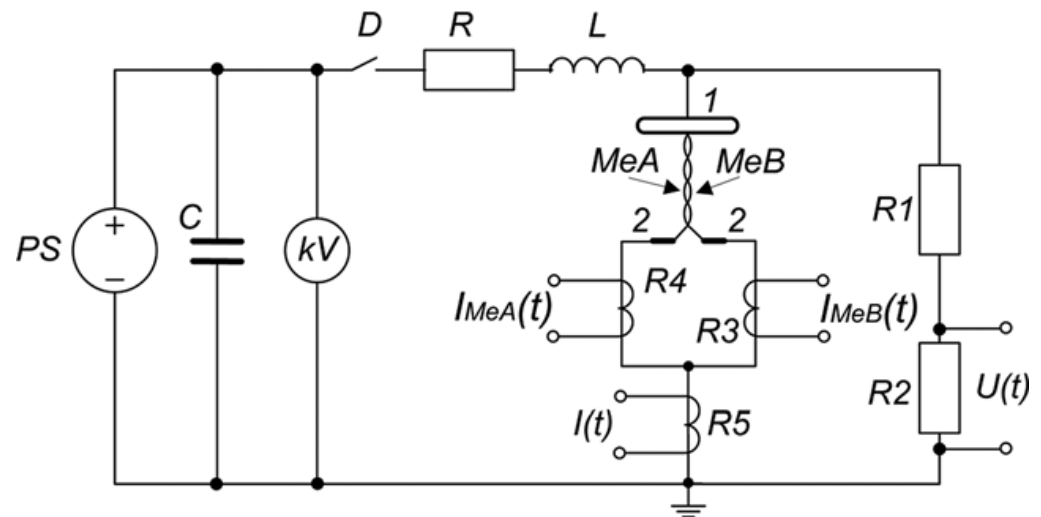 D R L
1
MeA MeB
C R1
2 2
PS + − kV
R4
IMeA(t) R3 IMeB(t)
R2 U(t)
I(t) R5